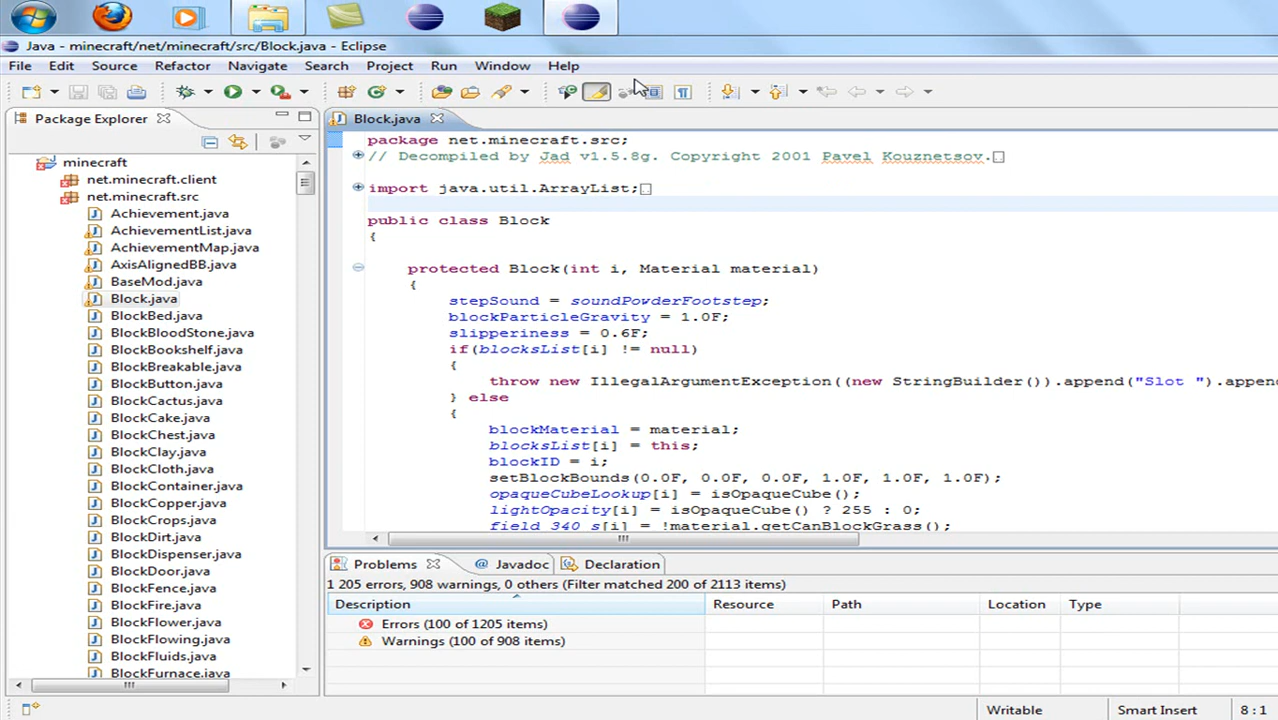 Java - minecraft/net/minecraft/src/Block.java - Eclipse
File Edit Source Refactor Navigate Search Project Run Window Help
Package Explorer
Block.java
minecraft
net.minecraft.client
net.minecraft.src
Achievement.java
AchievementList.java
AchievementMap.java
AxisAlignedBB.java
BaseMod.java
Block.java
BlockBed.java
BlockBloodStone.java
BlockBookshelf.java
BlockBreakable.java
BlockButton.java
BlockCactus.java
BlockCake.java
BlockChest.java
BlockClay.java
BlockCloth.java
BlockContainer.java
BlockCopper.java
BlockCrops.java
BlockDirt.java
BlockDispenser.java
BlockDoor.java
BlockFence.java
BlockFire.java
BlockFlower.java
BlockFlowing.java
BlockFluids.java
BlockFurnace.java
package net.minecraft.src;
// Decompiled by Jad v1.5.8g. Copyright 2001 Pavel Kouznetsov.
import java.util.ArrayList;
public class Block
{
protected Block(int i, Material material)
{
stepSound = soundPowderFootstep;
blockParticleGravity = 1.0F;
slipperiness = 0.6F;
if(blocksList[i] != null)
{
throw new IllegalArgumentException((new StringBuilder()).append("Slot ").appen
} else
{
blockMaterial = material;
blocksList[i] = this;
blockID = i;
setBlockBounds(0.0F, 0.0F, 0.0F, 1.0F, 1.0F, 1.0F);
opaqueCubeLookup[i] = isOpaqueCube();
lightOpacity[i] = isOpaqueCube() ? 255 : 0;
field_340_s[i] = !material.getCanBlockGrass();
Problems @ Javadoc Declaration
1 205 errors, 908 warnings, 0 others (Filter matched 200 of 2113 items)
Description Resource Path Location Type
Errors (100 of 1205 items)
Warnings (100 of 908 items)
Writable Smart Insert 8 : 1